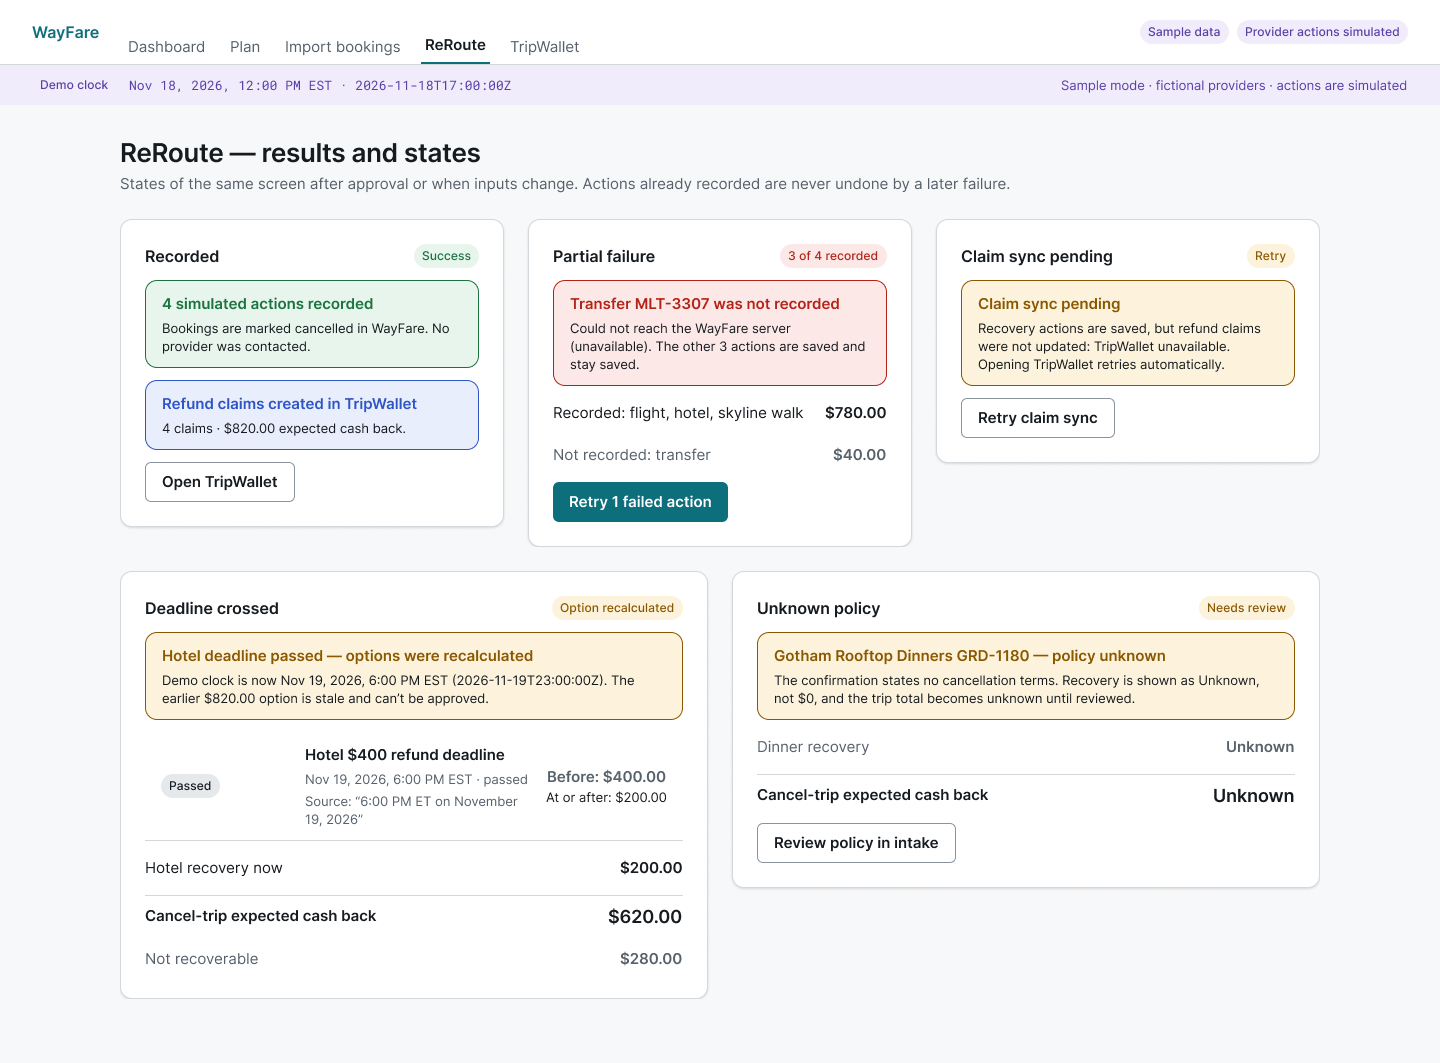 WayFare
Dashboard
Plan
Import bookings
ReRoute
TripWallet
Sample data
Provider actions simulated
Demo clock
Nov 18, 2026, 12:00 PM EST · 2026-11-18T17:00:00Z
Sample mode · fictional providers · actions are simulated
ReRoute — results and states
States of the same screen after approval or when inputs change. Actions already recorded are never undone by a later failure.
Recorded
Success
4 simulated actions recorded
Bookings are marked cancelled in WayFare. No
provider was contacted.
Refund claims created in TripWallet
4 claims · $820.00 expected cash back.
Open TripWallet
Partial failure
3 of 4 recorded
Transfer MLT-3307 was not recorded
Could not reach the WayFare server
(unavailable). The other 3 actions are saved and
stay saved.
Recorded: flight, hotel, skyline walk
$780.00
Not recorded: transfer
$40.00
Retry 1 failed action
Claim sync pending
Retry
Claim sync pending
Recovery actions are saved, but refund claims
were not updated: TripWallet unavailable.
Opening TripWallet retries automatically.
Retry claim sync
Deadline crossed
Option recalculated
Hotel deadline passed — options were recalculated
Demo clock is now Nov 19, 2026, 6:00 PM EST (2026-11-19T23:00:00Z). The
earlier $820.00 option is stale and can’t be approved.
Passed
Hotel $400 refund deadline
Nov 19, 2026, 6:00 PM EST · passed
Source: “6:00 PM ET on November
19, 2026”
Before: $400.00
At or after: $200.00
Hotel recovery now
$200.00
Cancel-trip expected cash back
$620.00
Not recoverable
$280.00
Unknown policy
Needs review
Gotham Rooftop Dinners GRD-1180 — policy unknown
The confirmation states no cancellation terms. Recovery is shown as Unknown,
not $0, and the trip total becomes unknown until reviewed.
Dinner recovery
Unknown
Cancel-trip expected cash back
Unknown
Review policy in intake